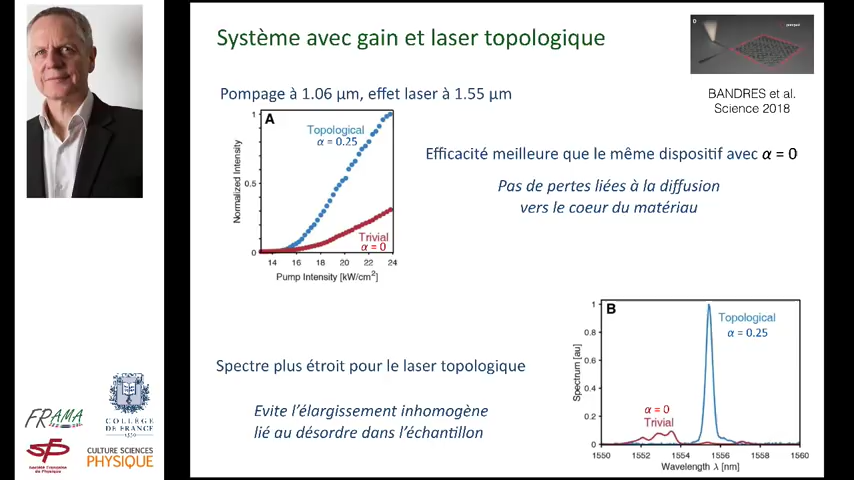 Système avec gain et laser topologique
BANDRES et al.
Science 2018
Pompage à 1.06 µm, effet laser à 1.55 µm
A
Topological
α = 0.25
Trivial
α = 0
Normalized Intensity
1
0.5
0
14 16 18 20 22 24
Pump Intensity [kW/cm²]
Efficacité meilleure que le même dispositif avec α = 0
Pas de pertes liées à la diffusion
vers le coeur du matériau
Spectre plus étroit pour le laser topologique
Evite l'élargissement inhomogène
lié au désordre dans l'échantillon
B
Topological
α = 0.25
α = 0
Trivial
Spectrum [au]
1
0.8
0.6
0.4
0.2
0
1550 1552 1554 1556 1558 1560
Wavelength λ [nm]
FRAMA
COLLÈGE
DE FRANCE
1530
sfp
Société Française
de Physique
CULTURE SCIENCES
PHYSIQUE